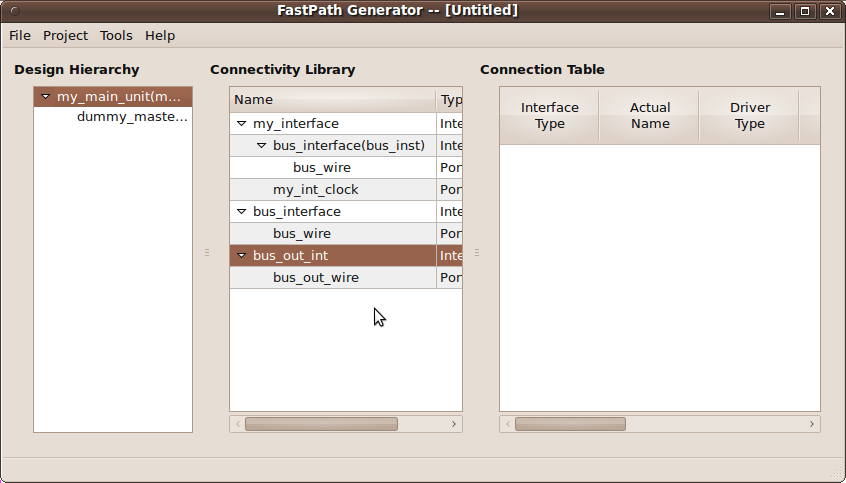 FastPath Generator -- [Untitled]
File Project Tools Help
Design Hierarchy
my_main_unit(m...
dummy_maste...
Connectivity Library
Name Typ
my_interface Inte
bus_interface(bus_inst) Inte
bus_wire Por
my_int_clock Por
bus_interface Inte
bus_wire Por
bus_out_int Inte
bus_out_wire Por
Connection Table
Interface Type
Actual Name
Driver Type